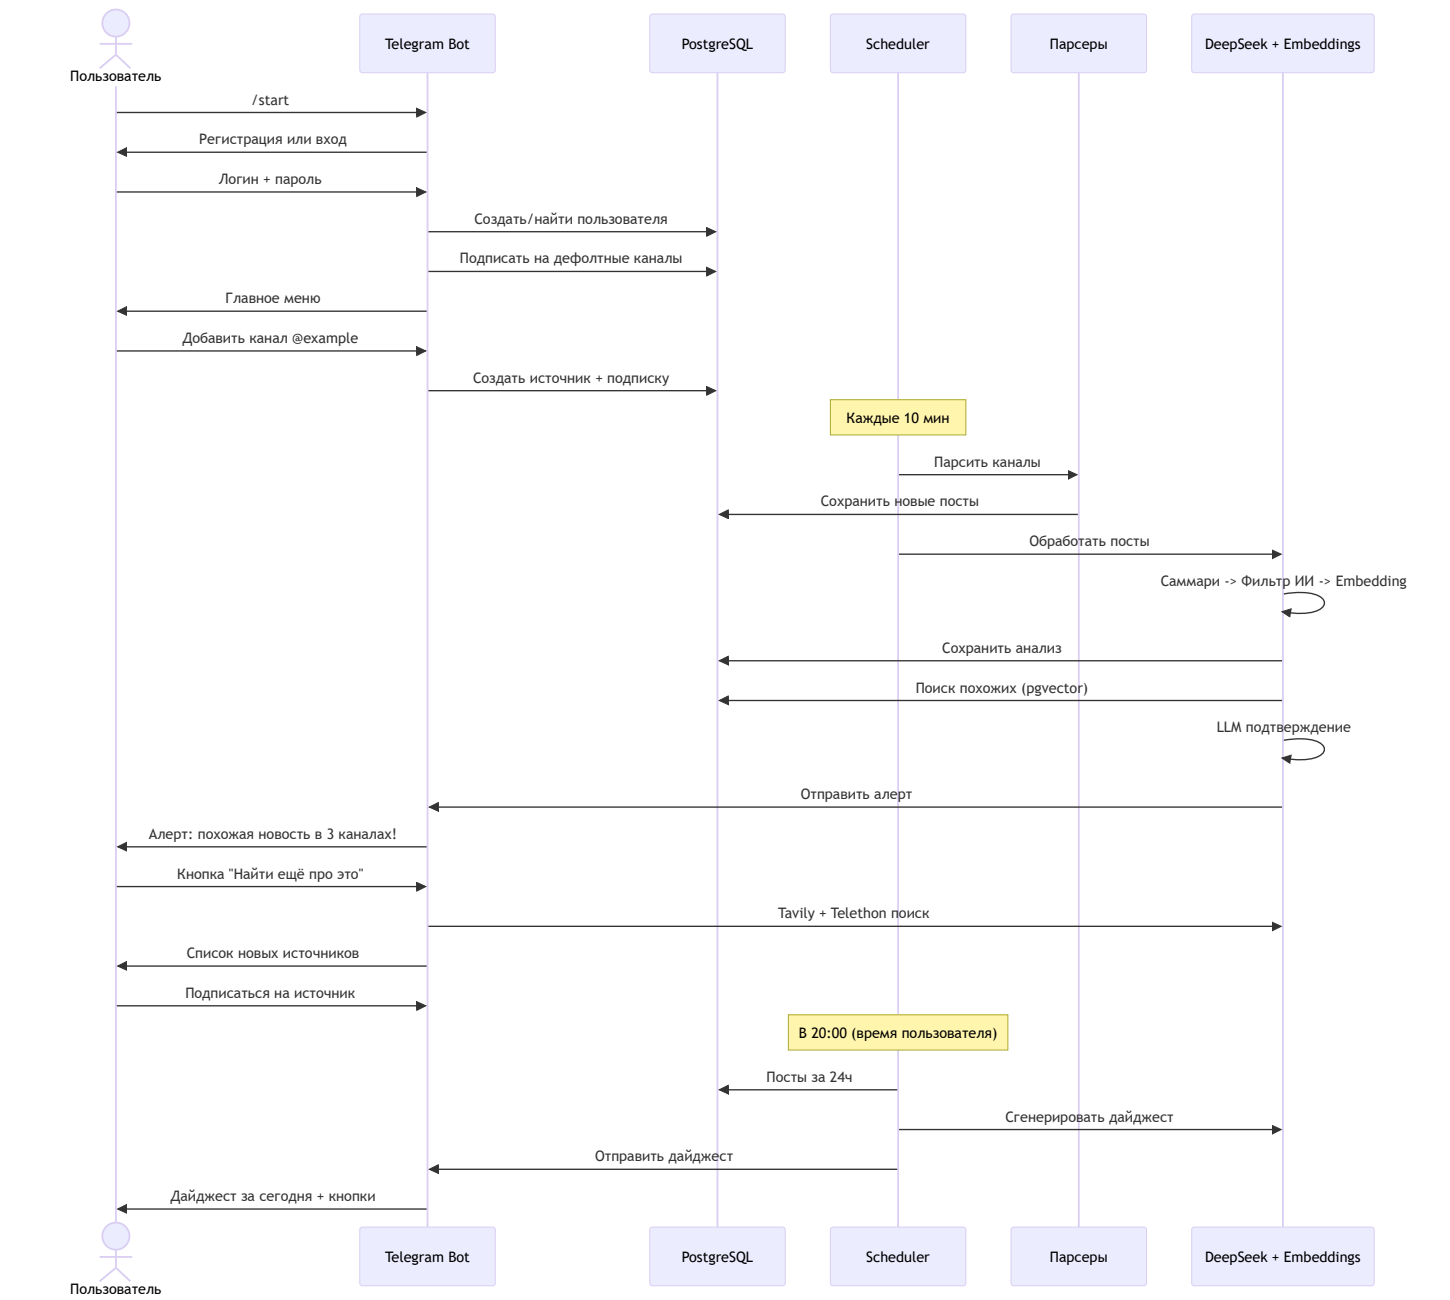 Пользователь
Telegram Bot
PostgreSQL
Scheduler
Парсеры
DeepSeek + Embeddings
/start
Регистрация или вход
Логин + пароль
Создать/найти пользователя
Подписать на дефолтные каналы
Главное меню
Добавить канал @example
Создать источник + подписку
Каждые 10 мин
Парсить каналы
Сохранить новые посты
Обработать посты
Саммари -> Фильтр ИИ -> Embedding
Сохранить анализ
Поиск похожих (pgvector)
LLM подтверждение
Отправить алерт
Алерт: похожая новость в 3 каналах!
Кнопка "Найти ещё про это"
Tavily + Telethon поиск
Список новых источников
Подписаться на источник
В 20:00 (время пользователя)
Посты за 24ч
Сгенерировать дайджест
Отправить дайджест
Дайджест за сегодня + кнопки
Пользователь
Telegram Bot
PostgreSQL
Scheduler
Парсеры
DeepSeek + Embeddings